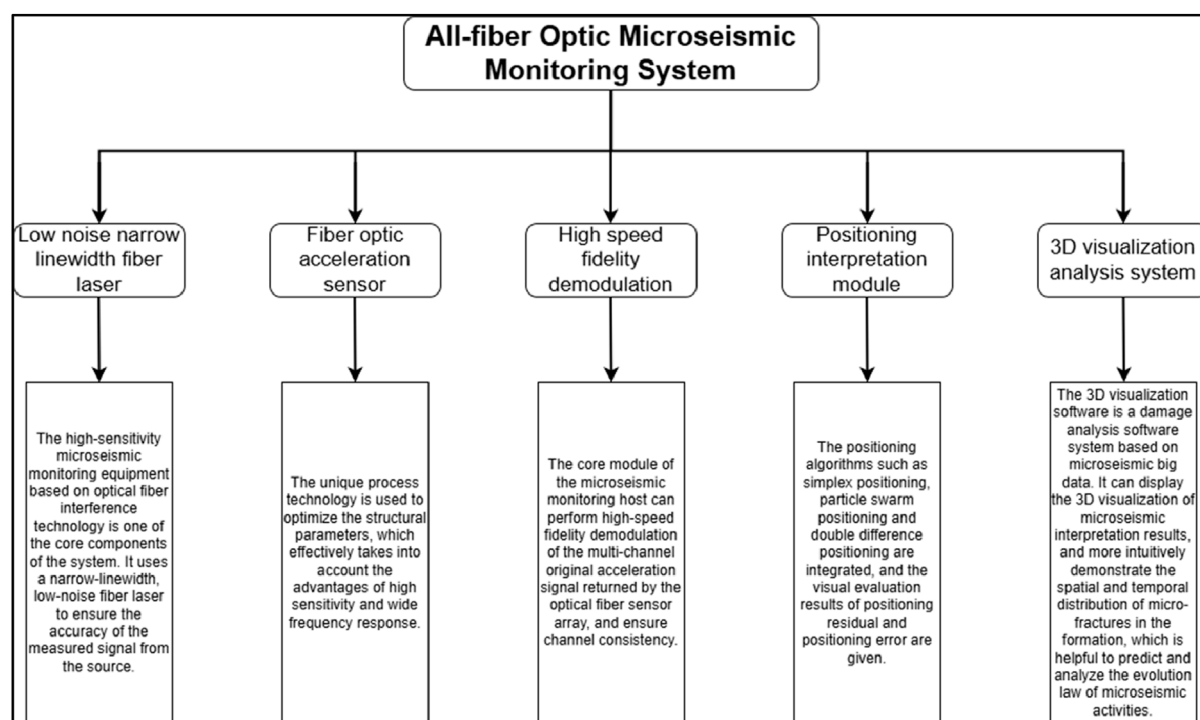 All-fiber Optic Microseismic
Monitoring System
Low noise narrow
linewidth fiber
laser
Fiber optic
acceleration
sensor
High speed
fidelity
demodulation
Positioning
interpretation
module
3D visualization
analysis system
The high-sensitivity
microseismic
monitoring equipment
based on optical fiber
interference
technology is one of
the core components
of the system. It uses
a narrow-linewidth,
low-noise fiber laser
to ensure the
accuracy of the
measured signal from
the source.
The unique process
technology is used to
optimize the structural
parameters, which
effectively takes into
account the
advantages of high
sensitivity and wide
frequency response.
The core module of
the microseismic
monitoring host can
perform high-speed
fidelity demodulation
of the multi-channel
original acceleration
signal returned by the
optical fiber sensor
array, and ensure
channel consistency.
The positioning
algorithms such as
simplex positioning,
particle swarm
positioning and
double difference
positioning are
integrated, and the
visual evaluation
results of positioning
residual and
positioning error are
given.
The 3D visualization
software is a damage
analysis software
system based on
microseismic big
data. It can display
the 3D visualization of
microseismic
interpretation results,
and more intuitively
demonstrate the
spatial and temporal
distribution of micro-
fractures in the
formation, which is
helpful to predict and
analyze the evolution
law of microseismic
activities.